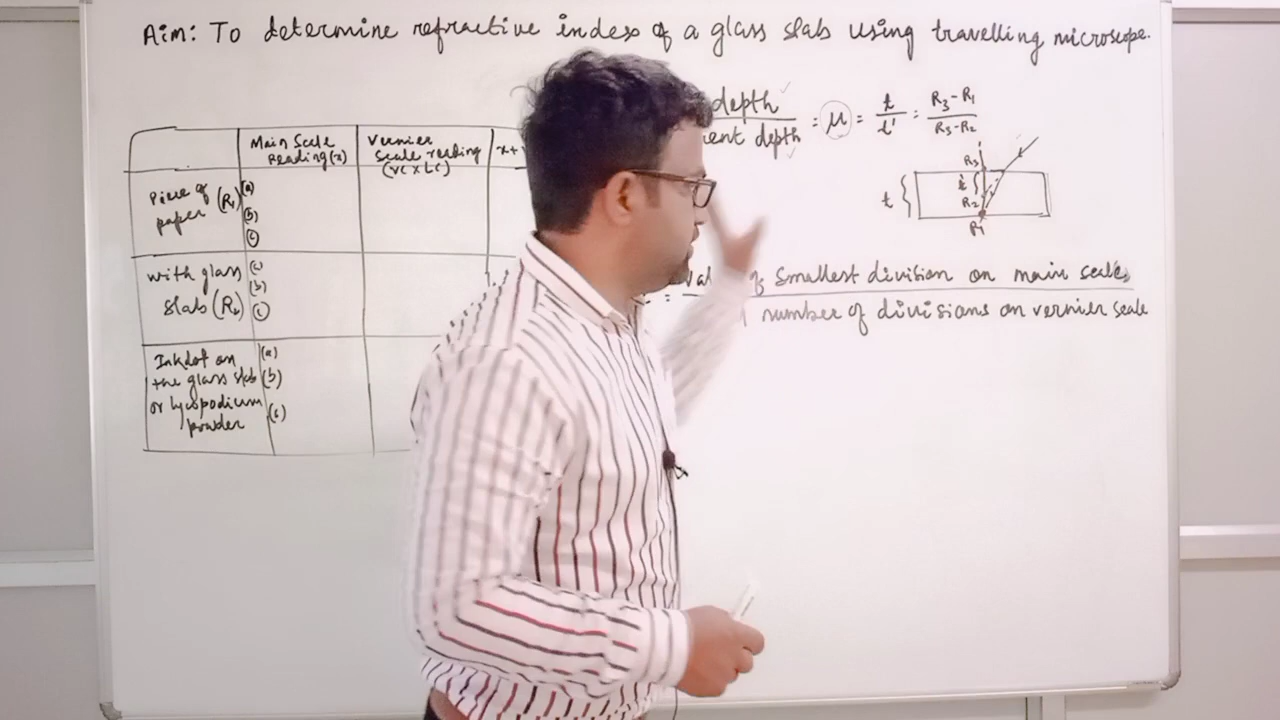 Aim: To determine refractive index of a glass slab using travelling microscope.
depth
ent depth
= μ = t/t' = R3-R1/R3-R2
Main Scale Reading(x)
Vernier Scale reading (VC x LC)
x+
Piece of paper (R1)
(a)
(b)
(c)
with glass slab (R2)
(a)
(b)
(c)
Inkdot on the glass slab or lycopodium powder
(a)
(b)
(c)
R3
t'
R2
R1
t
= Smallest division on main scale
number of divisions on vernier scale